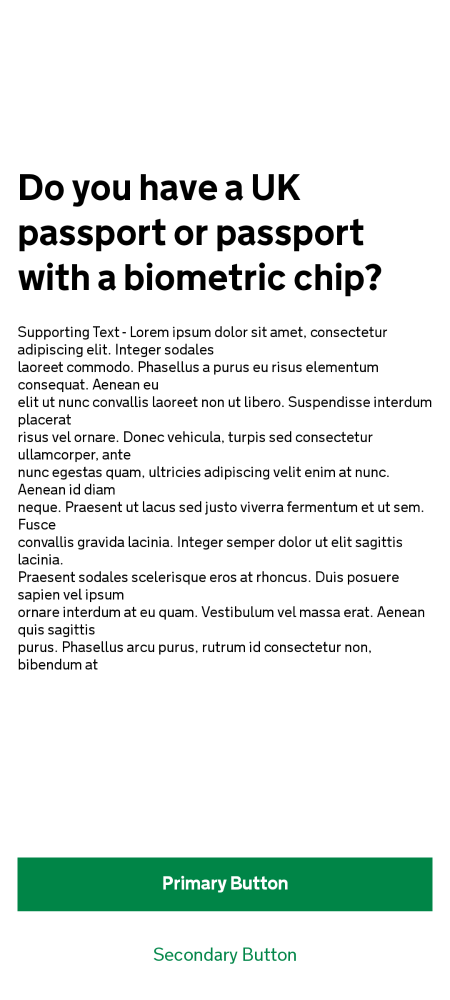 Do you have a UK
passport or passport
with a biometric chip?
Supporting Text - Lorem ipsum dolor sit amet, consectetur
adipiscing elit. Integer sodales
laoreet commodo. Phasellus a purus eu risus elementum
consequat. Aenean eu
elit ut nunc convallis laoreet non ut libero. Suspendisse interdum
placerat
risus vel ornare. Donec vehicula, turpis sed consectetur
ullamcorper, ante
nunc egestas quam, ultricies adipiscing velit enim at nunc.
Aenean id diam
neque. Praesent ut lacus sed justo viverra fermentum et ut sem.
Fusce
convallis gravida lacinia. Integer semper dolor ut elit sagittis
lacinia.
Praesent sodales scelerisque eros at rhoncus. Duis posuere
sapien vel ipsum
ornare interdum at eu quam. Vestibulum vel massa erat. Aenean
quis sagittis
purus. Phasellus arcu purus, rutrum id consectetur non,
bibendum at
Primary Button
Secondary Button